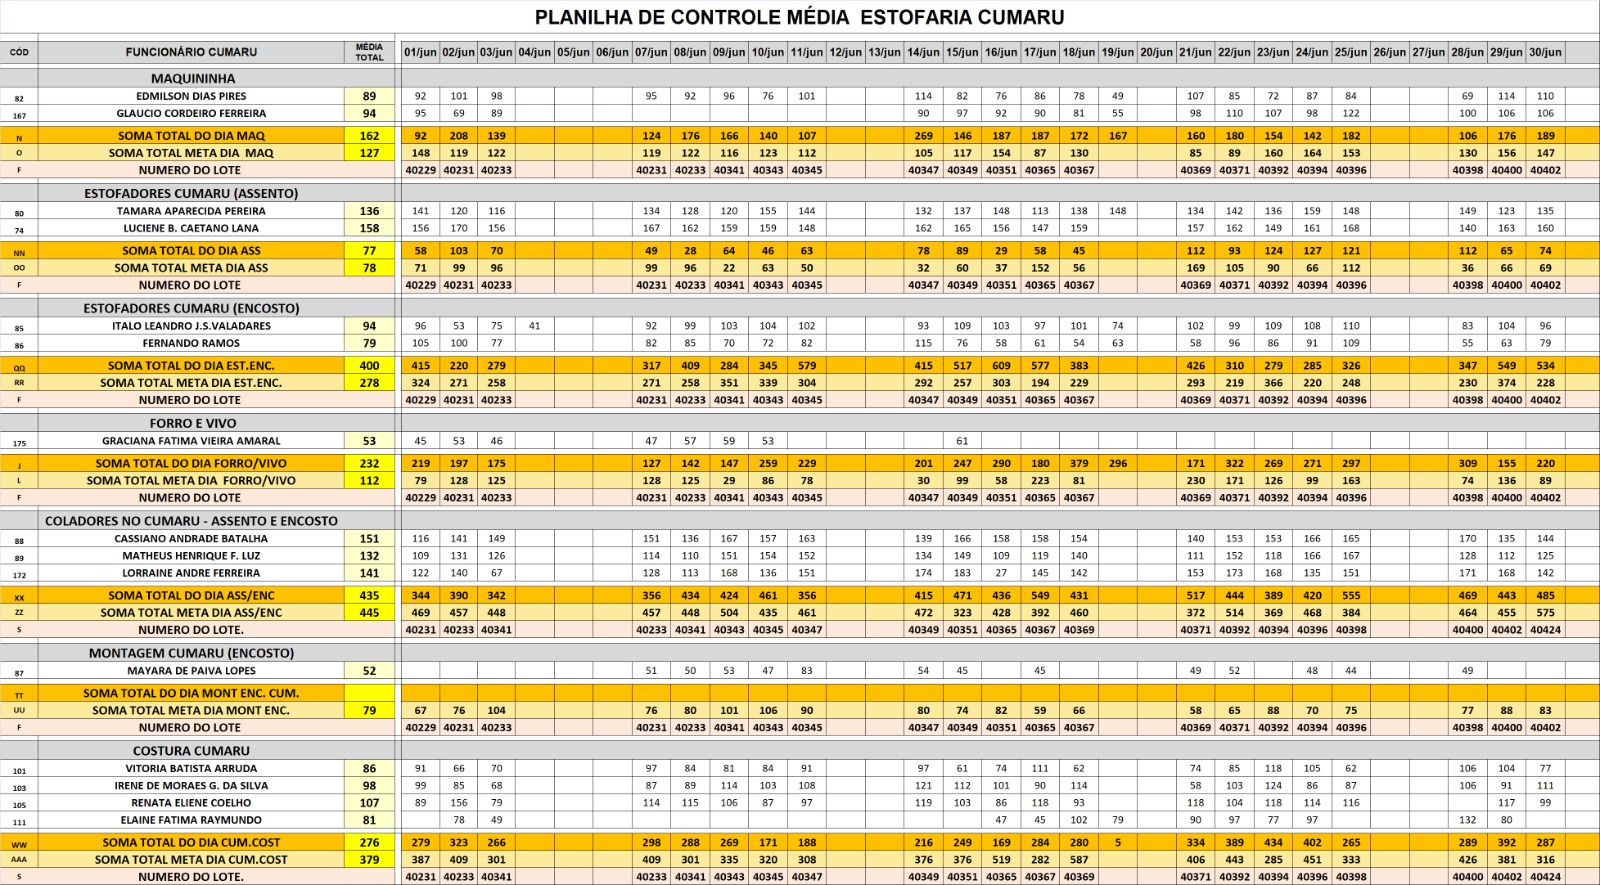 PLANILHA DE CONTROLE MÉDIA ESTOFARIA CUMARU
CÓD FUNCIONÁRIO CUMARU MÉDIA TOTAL 01/jun 02/jun 03/jun 04/jun 05/jun 06/jun 07/jun 08/jun 09/jun 10/jun 11/jun 12/jun 13/jun 14/jun 15/jun 16/jun 17/jun 18/jun 19/jun 20/jun 21/jun 22/jun 23/jun 24/jun 25/jun 26/jun 27/jun 28/jun 29/jun 30/jun
MAQUININHA
82 EDMILSON DIAS PIRES 89 92 101 98 95 92 96 76 101 114 82 76 86 78 49 107 85 72 87 84 69 114 110
167 GLAUCIO CORDEIRO FERREIRA 94 95 69 89 90 97 92 90 81 55 98 110 107 98 122 100 106 106
N SOMA TOTAL DO DIA MAQ 162 92 208 139 124 176 166 140 107 269 146 187 187 172 167 160 180 154 142 182 106 176 189
O SOMA TOTAL META DIA MAQ 127 148 119 122 119 122 116 123 112 105 117 154 87 130 85 89 160 164 153 130 156 147
F NUMERO DO LOTE 40229 40231 40233 40231 40233 40341 40343 40345 40347 40349 40351 40365 40367 40369 40371 40392 40394 40396 40398 40400 40402
ESTOFADORES CUMARU (ASSENTO)
80 TAMARA APARECIDA PEREIRA 136 141 120 116 134 128 120 155 144 132 137 148 113 138 148 134 142 136 159 148 149 123 135
74 LUCIENE B. CAETANO LANA 158 156 170 156 167 162 159 159 148 162 165 156 147 159 157 162 149 161 168 140 163 160
NN SOMA TOTAL DO DIA ASS 77 58 103 70 49 28 64 46 63 78 89 29 58 45 112 93 124 127 121 112 65 74
OO SOMA TOTAL META DIA ASS 78 71 99 96 99 96 22 63 50 32 60 37 152 56 169 105 90 66 112 36 66 69
F NUMERO DO LOTE 40229 40231 40233 40231 40233 40341 40343 40345 40347 40349 40351 40365 40367 40369 40371 40392 40394 40396 40398 40400 40402
ESTOFADORES CUMARU (ENCOSTO)
85 ITALO LEANDRO J.S.VALADARES 94 96 53 75 41 92 99 103 104 102 93 109 103 97 101 74 102 99 109 108 110 83 104 96
86 FERNANDO RAMOS 79 105 100 77 82 85 70 72 82 115 76 58 61 54 63 58 96 86 91 109 55 63 79
QQ SOMA TOTAL DO DIA EST.ENC. 400 415 220 279 317 409 284 345 579 415 517 609 577 383 426 310 279 285 326 347 549 534
RR SOMA TOTAL META DIA EST.ENC. 278 324 271 258 271 258 351 339 304 292 257 303 194 229 293 219 366 220 248 230 374 228
F NUMERO DO LOTE 40229 40231 40233 40231 40233 40341 40343 40345 40347 40349 40351 40365 40367 40369 40371 40392 40394 40396 40398 40400 40402
FORRO E VIVO
175 GRACIANA FATIMA VIEIRA AMARAL 53 45 53 46 47 57 59 53 61
J SOMA TOTAL DO DIA FORRO/VIVO 232 219 197 175 127 142 147 259 229 201 247 290 180 379 296 171 322 269 271 297 309 155 220
L SOMA TOTAL META DIA FORRO/VIVO 112 79 128 125 128 125 29 86 78 30 99 58 223 81 230 171 126 99 163 74 136 89
F NUMERO DO LOTE 40229 40231 40233 40231 40233 40341 40343 40345 40347 40349 40351 40365 40367 40369 40371 40392 40394 40396 40398 40400 40402
COLADORES NO CUMARU - ASSENTO E ENCOSTO
88 CASSIANO ANDRADE BATALHA 151 116 141 149 151 136 167 157 163 139 166 158 158 154 140 153 153 166 165 170 135 144
89 MATHEUS HENRIQUE F. LUZ 132 109 131 126 114 110 151 154 152 134 149 109 119 140 111 152 118 166 167 128 112 125
172 LORRAINE ANDRE FERREIRA 141 122 140 67 128 113 168 136 151 174 183 27 145 142 153 173 168 135 151 171 168 142
XX SOMA TOTAL DO DIA ASS/ENC 435 344 390 342 356 434 424 461 356 415 471 436 549 431 517 444 389 420 555 469 443 485
ZZ SOMA TOTAL META DIA ASS/ENC 445 469 457 448 457 448 504 435 461 472 323 428 392 460 372 514 369 468 384 464 455 575
S NUMERO DO LOTE. 40231 40233 40341 40233 40341 40343 40345 40347 40349 40351 40365 40367 40369 40371 40392 40394 40396 40398 40400 40402 40424
MONTAGEM CUMARU (ENCOSTO)
87 MAYARA DE PAIVA LOPES 52 51 50 53 47 83 54 45 45 49 52 48 44 49
TT SOMA TOTAL DO DIA MONT ENC. CUM.
UU SOMA TOTAL META DIA MONT ENC. 79 67 76 104 76 80 101 106 90 80 74 82 59 66 58 65 88 70 75 77 88 83
F NUMERO DO LOTE 40229 40231 40233 40231 40233 40341 40343 40345 40347 40349 40351 40365 40367 40369 40371 40392 40394 40396 40398 40400 40402
COSTURA CUMARU
101 VITORIA BATISTA ARRUDA 86 91 66 70 97 84 81 84 91 97 61 74 111 62 74 85 118 105 62 106 104 77
103 IRENE DE MORAES G. DA SILVA 98 99 85 68 87 89 114 103 108 121 112 101 90 114 58 103 124 86 87 106 91 111
105 RENATA ELIENE COELHO 107 89 156 79 114 115 106 87 97 119 103 86 118 93 118 104 118 114 116 117 99
111 ELAINE FATIMA RAYMUNDO 81 78 49 47 45 102 79 90 97 77 97 132 80
WW SOMA TOTAL DO DIA CUM.COST 276 279 323 266 298 288 269 171 188 216 249 169 284 280 5 334 389 434 402 265 289 392 287
AAA SOMA TOTAL META DIA CUM.COST 379 387 409 301 409 301 335 320 308 376 376 519 282 587 406 443 285 451 333 426 381 316
S NUMERO DO LOTE. 40231 40233 40341 40233 40341 40343 40345 40347 40349 40351 40365 40367 40369 40371 40392 40394 40396 40398 40400 40402 40424